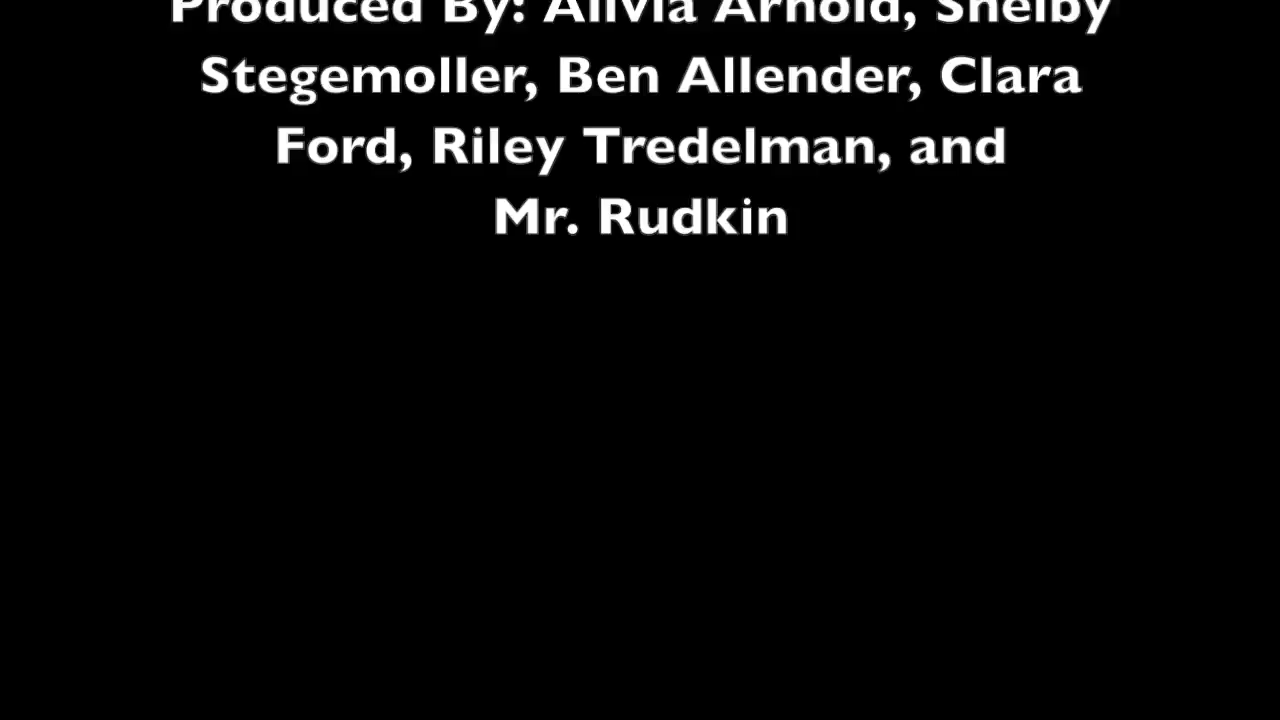 Produced By: Alivia Arnold, Shelby
Stegemoller, Ben Allender, Clara
Ford, Riley Tredelman, and
Mr. Rudkin